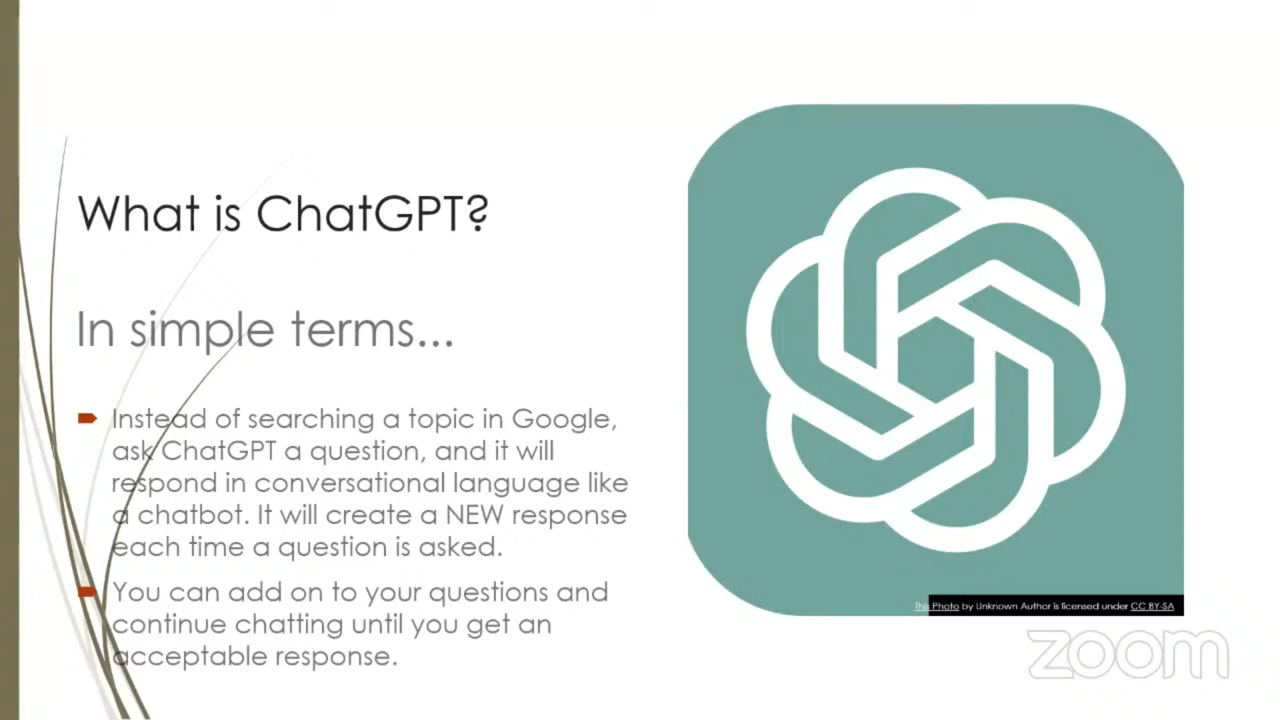 What is ChatGPT?
In simple terms...
Instead of searching a topic in Google,
ask ChatGPT a question, and it will
respond in conversational language like
a chatbot. It will create a NEW response
each time a question is asked.
You can add on to your questions and
continue chatting until you get an
acceptable response.
This Photo by Unknown Author is licensed under CC BY-SA
zoom